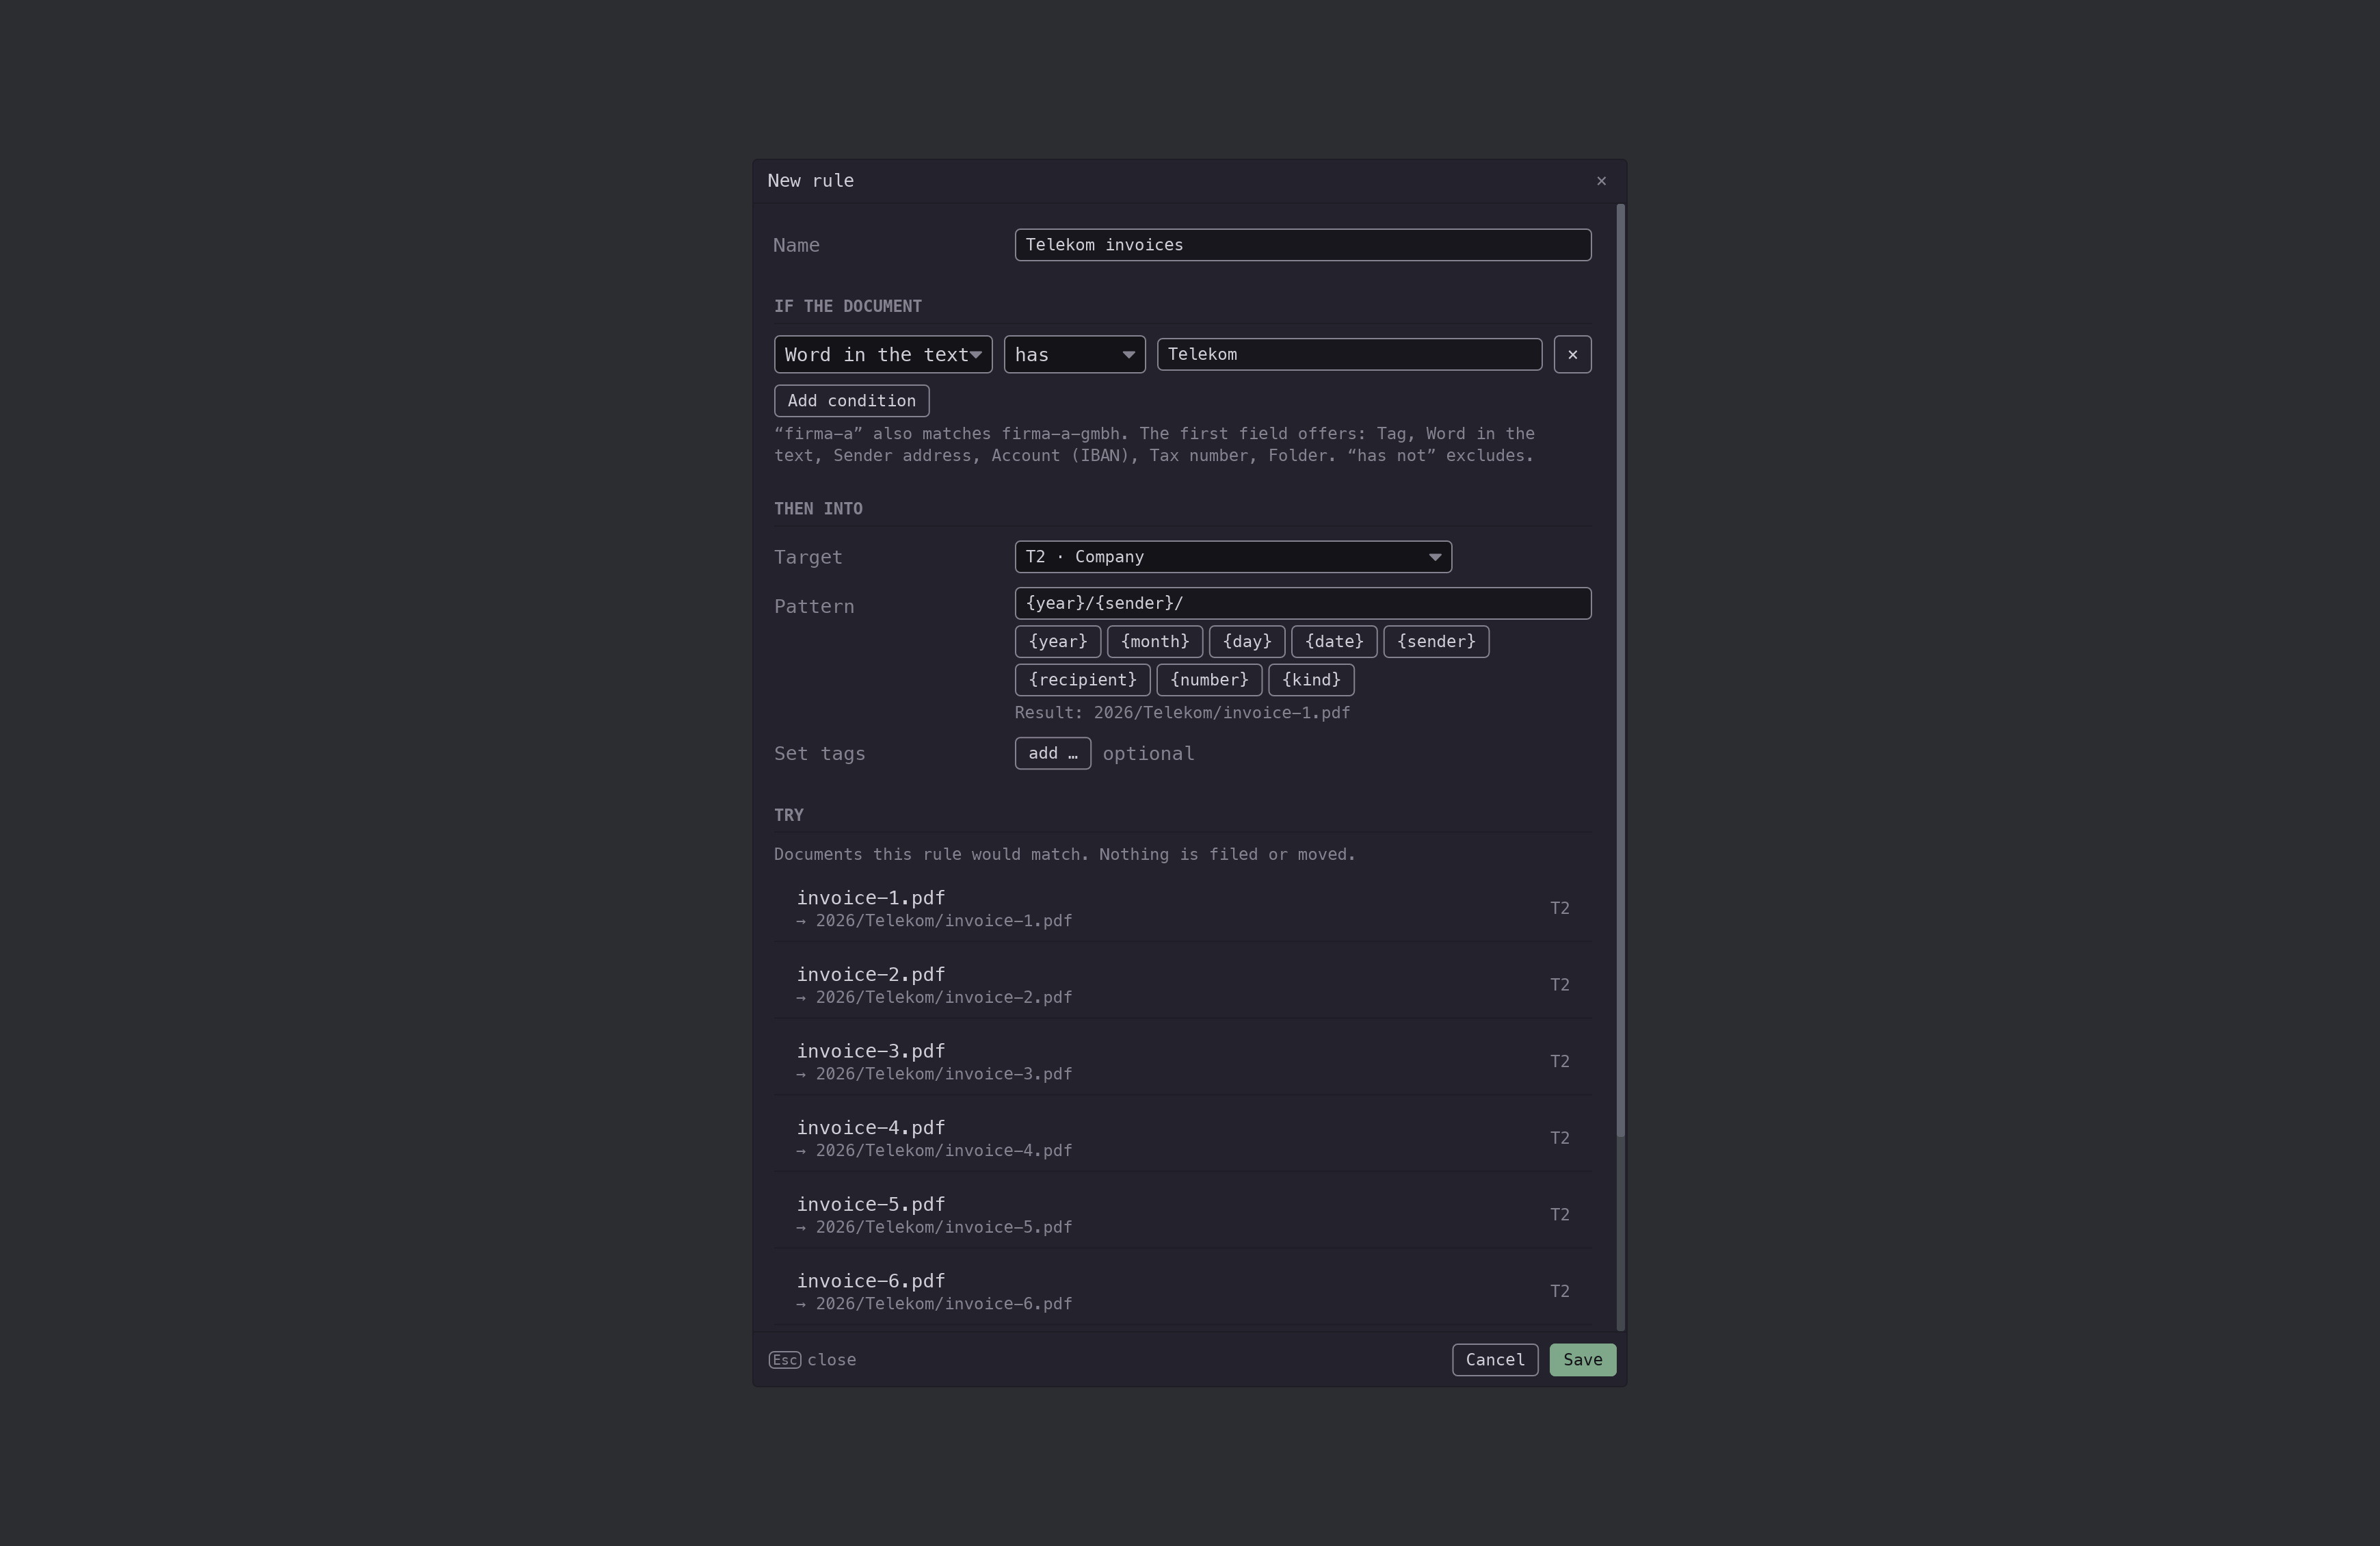 New rule ×
Name Telekom invoices
IF THE DOCUMENT
Word in the text has Telekom ×
Add condition
“firma-a” also matches firma-a-gmbh. The first field offers: Tag, Word in the
text, Sender address, Account (IBAN), Tax number, Folder. “has not” excludes.
THEN INTO
Target T2 · Company
Pattern {year}/{sender}/
{year} {month} {day} {date} {sender}
{recipient} {number} {kind}
Result: 2026/Telekom/invoice-1.pdf
Set tags add … optional
TRY
Documents this rule would match. Nothing is filed or moved.
invoice-1.pdf
→ 2026/Telekom/invoice-1.pdf T2
invoice-2.pdf
→ 2026/Telekom/invoice-2.pdf T2
invoice-3.pdf
→ 2026/Telekom/invoice-3.pdf T2
invoice-4.pdf
→ 2026/Telekom/invoice-4.pdf T2
invoice-5.pdf
→ 2026/Telekom/invoice-5.pdf T2
invoice-6.pdf
→ 2026/Telekom/invoice-6.pdf T2
Esc close Cancel Save